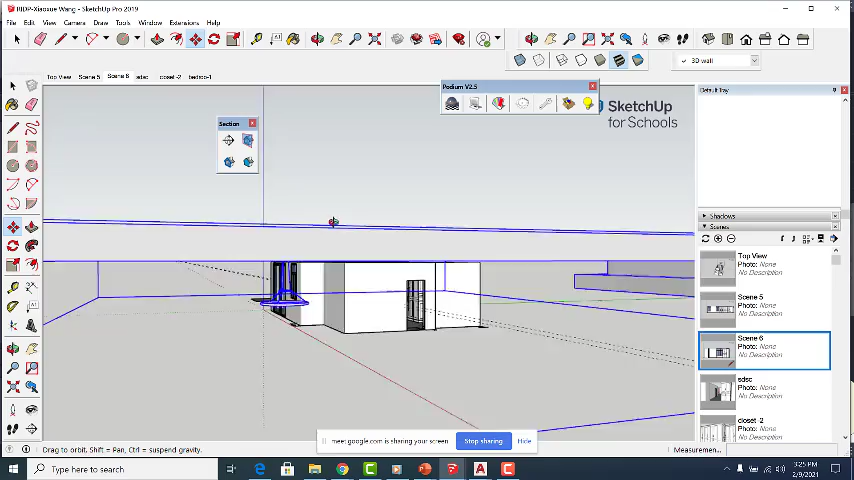 RIDP-Xiaoxue Wang - SketchUp Pro 2019
File Edit View Camera Draw Tools Window Extensions Help
3D wall
Top View Scene 5 Scene 6 sdsc closet -2 bedroo-1
Podium V2.5
Default Tray
SketchUp
for Schools
Section
Shadows
Scenes
Top View
Photo: None
No Description
Scene 5
Photo: None
No Description
Scene 6
Photo: None
No Description
sdsc
Photo: None
No Description
closet -2
Photo: None
No Description
meet.google.com is sharing your screen. Stop sharing Hide
Drag to orbit. Shift = Pan, Ctrl = suspend gravity. Measuremen...
Type here to search
3:25 PM
2/9/2021